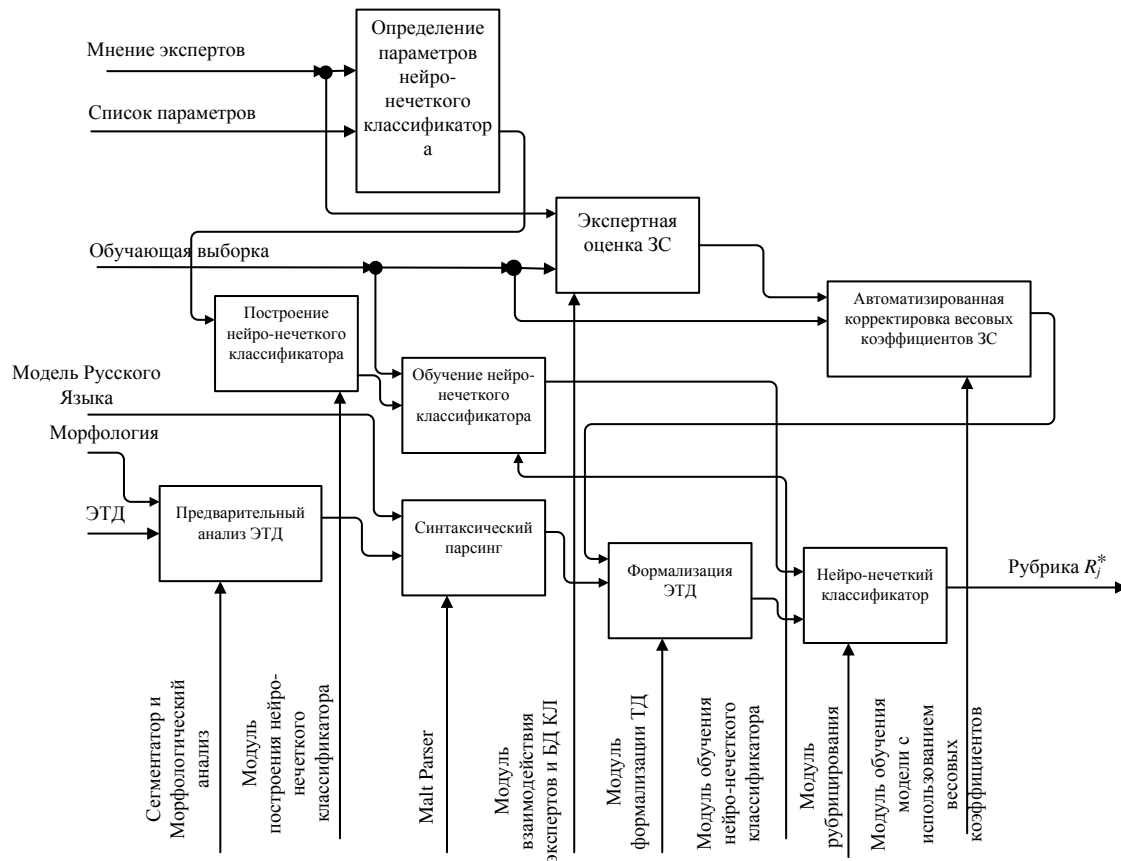 Мнение экспертов
Список параметров
Определение
параметров
нейро-
нечеткого
классификатор
а
Обучающая выборка
Экспертная
оценка ЗС
Построение
нейро-нечеткого
классификатора
Автоматизированная
корректировка весовых
коэффициентов ЗС
Модель Русского
Языка
Обучение нейро-
нечеткого
классификатора
Морфология
ЭТД
Предварительный
анализ ЭТД
Синтаксический
парсинг
Формализация
ЭТД
Нейро-нечеткий
классификатор
Рубрика R_j^*
Сегментатор и
Морфологический
анализ
Модуль
построения нейро-
нечеткого
классификатора
Malt Parser
Модуль
взаимодействия
экспертов и БД КЛ
Модуль
формализации ТД
Модуль обучения
нейро-нечеткого
классификатора
Модуль
рубрицирования
Модуль обучения
модели с
использованием
весовых
коэффициентов